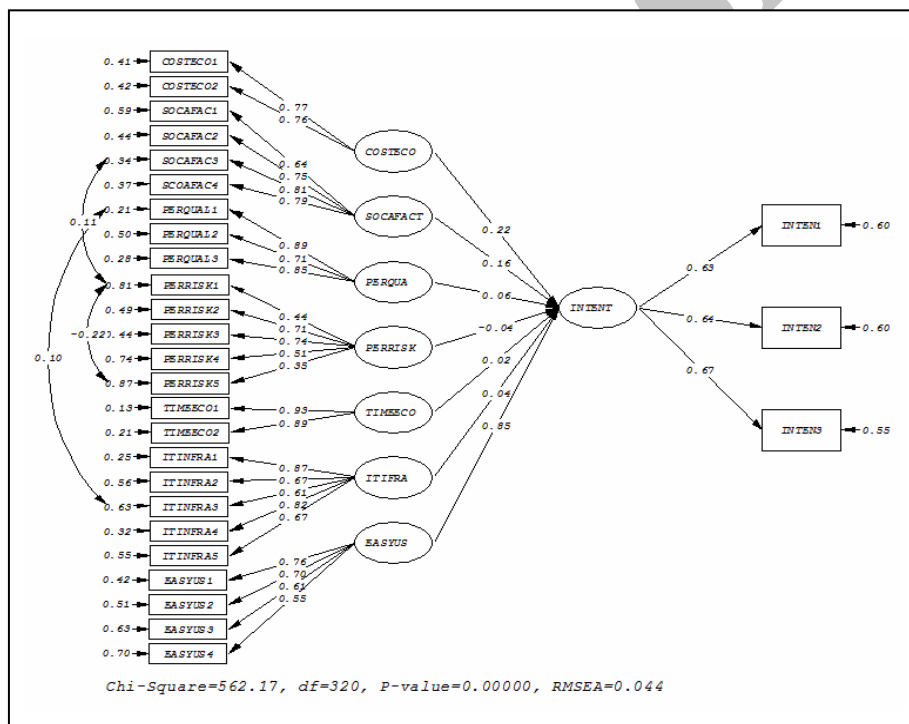 0.41 COSTECO1
0.42 COSTECO2
0.59 SOCAFAC1
0.44 SOCAFAC2
0.34 SOCAFAC3
0.37 SCOAFAC4
0.21 PERQUAL1
0.50 PERQUAL2
0.28 PERQUAL3
0.81 PERRISK1
0.49 PERRISK2
0.44 PERRISK3
0.74 PERRISK4
0.87 PERRISK5
0.13 TIMEECO1
0.21 TIMEECO2
0.25 ITINFRA1
0.56 ITINFRA2
0.63 ITINFRA3
0.32 ITINFRA4
0.55 ITINFRA5
0.42 EASYUS1
0.51 EASYUS2
0.63 EASYUS3
0.70 EASYUS4
0.11
-0.22
0.10
0.77
0.76
0.64
0.75
0.81
0.79
0.89
0.71
0.85
0.44
0.71
0.74
0.51
0.35
0.93
0.89
0.87
0.67
0.61
0.82
0.67
0.76
0.70
0.61
0.55
COSTECO
SOCAFACT
PERQUA
PERRISK
TIMEECO
ITIFRA
EASYUS
0.22
0.16
0.06
-0.04
0.02
0.04
0.85
INTENT
0.63
0.64
0.67
INTEN1 0.60
INTEN2 0.60
INTEN3 0.55
Chi-Square=562.17, df=320, P-value=0.00000, RMSEA=0.044